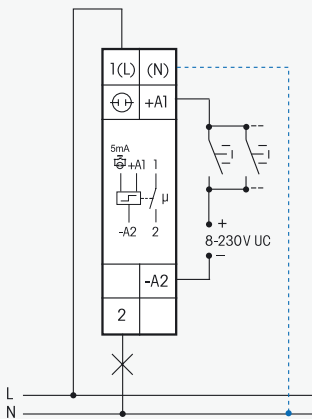 1(L) (N)
+A1
5mA
+A1 1
µ
-A2 2
+
8-230V UC
–
-A2
2
L
N